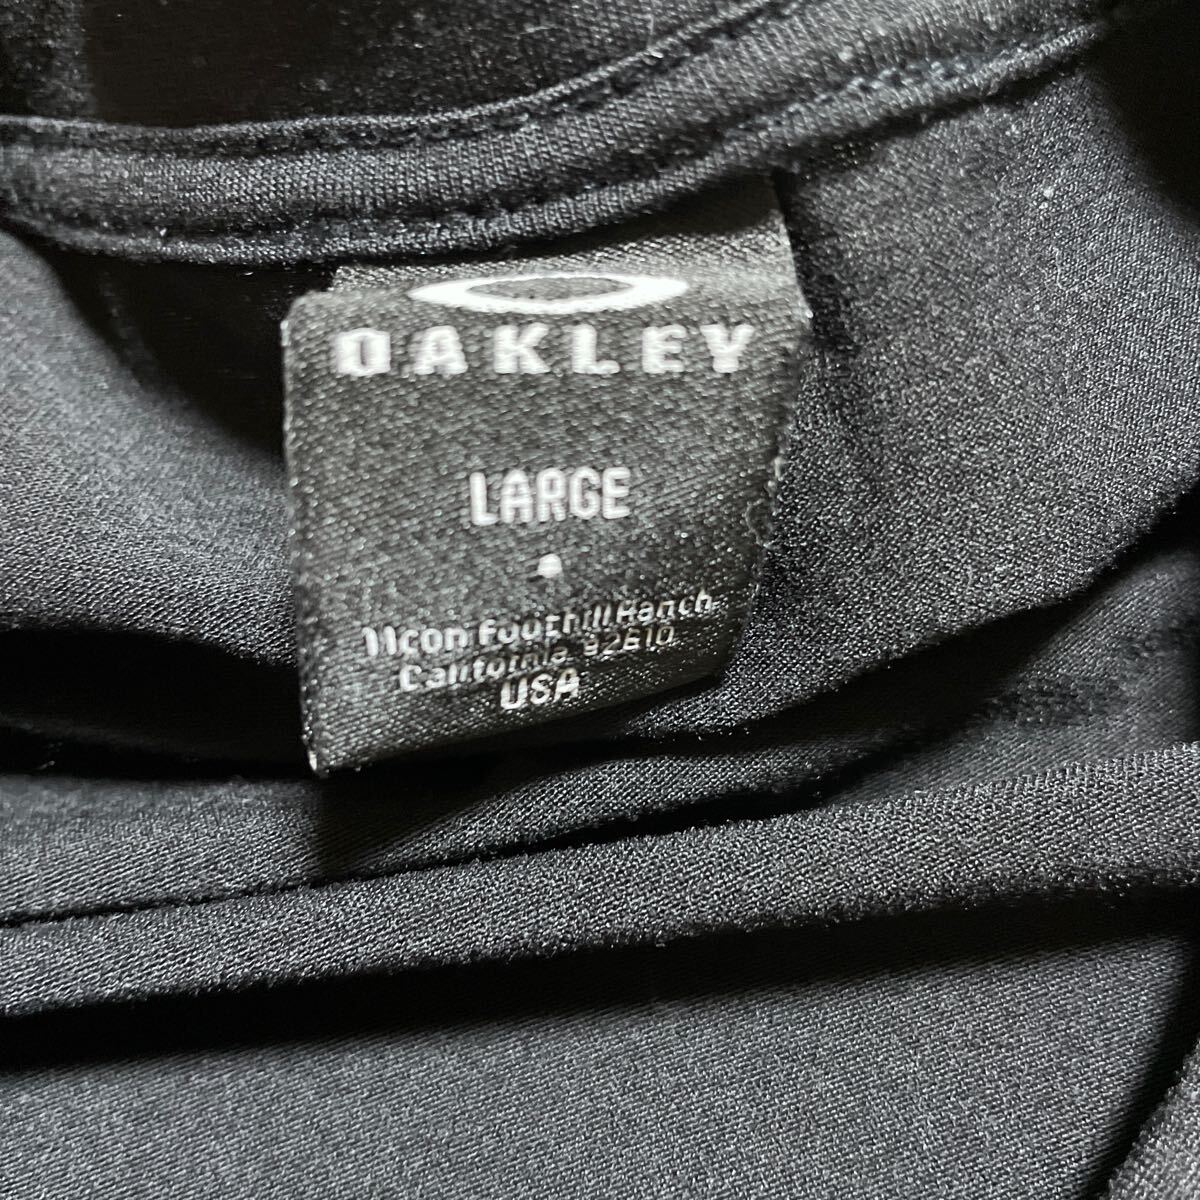 OAKLEY
LARGE
1 Icon Foothill Ranch
California 92610
USA